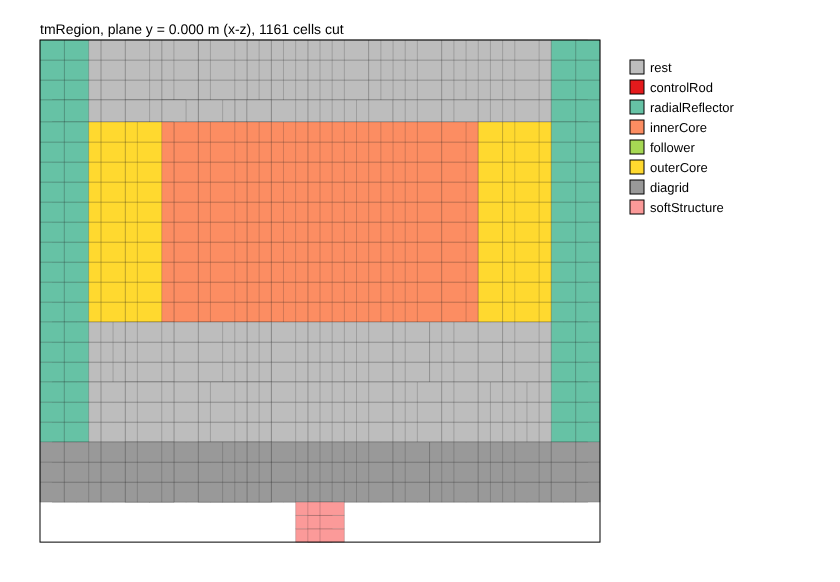 tmRegion, plane y = 0.000 m (x-z), 1161 cells cut
rest
controlRod
radialReflector
innerCore
follower
outerCore
diagrid
softStructure